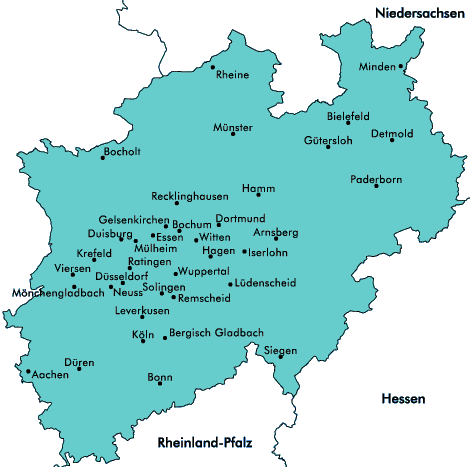 Niedersachsen
Minden
Rheine
Bielefeld
Münster
Detmold
Gütersloh
Bocholt
Paderborn
Hamm
Recklinghausen
Gelsenkirchen
Dortmund
Bochum
Duisburg
Essen
Witten
Arnsberg
Mülheim
Hagen
Iserlohn
Krefeld
Ratingen
Viersen
Wuppertal
Düsseldorf
Lüdenscheid
Mönchengladbach
Neuss
Solingen
Remscheid
Leverkusen
Köln
Bergisch Gladbach
Siegen
Düren
Aachen
Bonn
Hessen
Rheinland-Pfalz